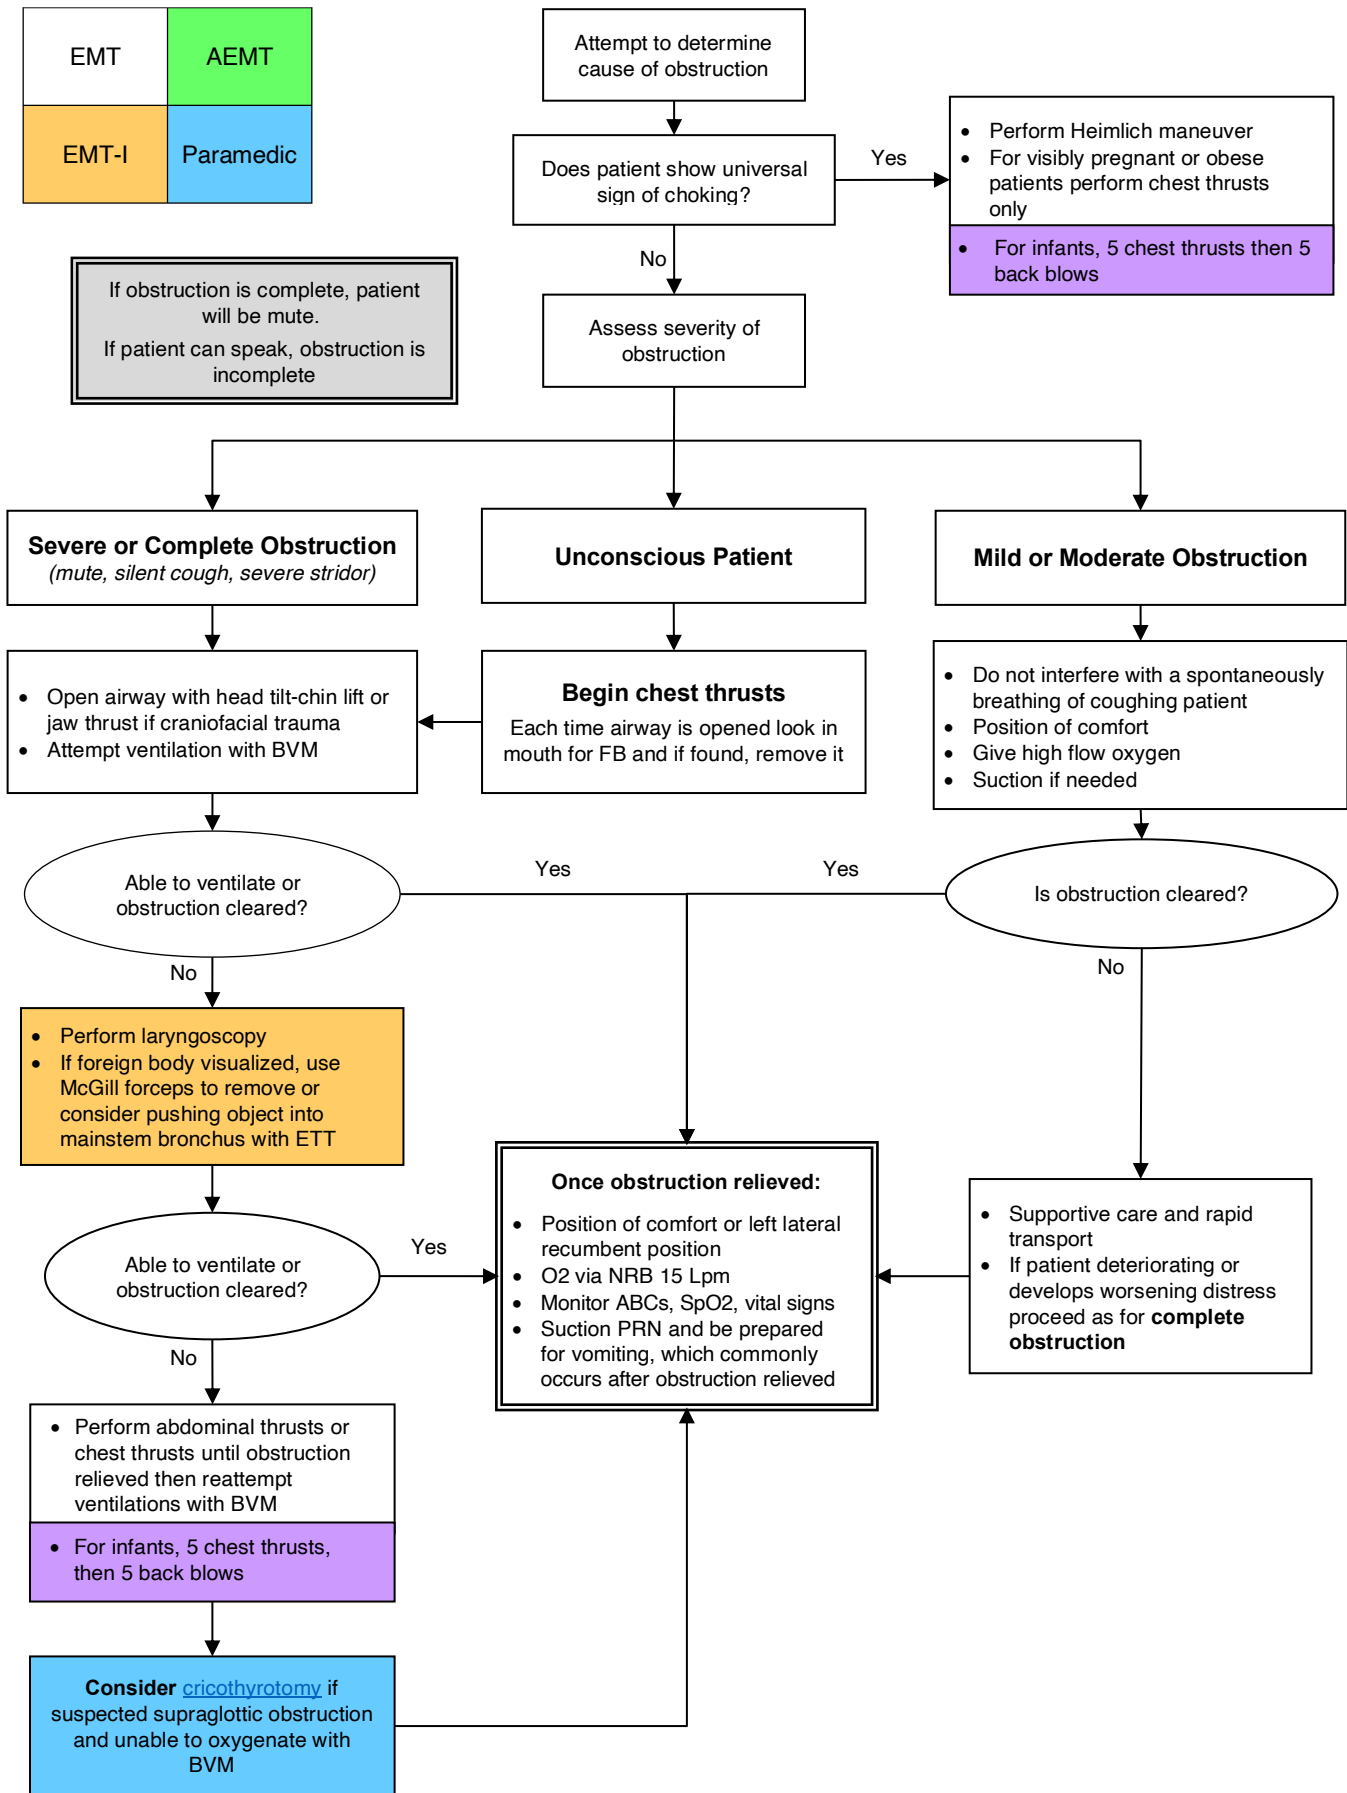 EMT
AEMT
EMT-I
Paramedic
Attempt to determine
cause of obstruction
Does patient show universal
sign of choking?
Yes
• Perform Heimlich maneuver
• For visibly pregnant or obese
patients perform chest thrusts
only
• For infants, 5 chest thrusts then 5
back blows
No
If obstruction is complete, patient
will be mute.
If patient can speak, obstruction is
incomplete
Assess severity of
obstruction
Severe or Complete Obstruction
(mute, silent cough, severe stridor)
Unconscious Patient
Mild or Moderate Obstruction
• Open airway with head tilt-chin lift or
jaw thrust if craniofacial trauma
• Attempt ventilation with BVM
Begin chest thrusts
Each time airway is opened look in
mouth for FB and if found, remove it
• Do not interfere with a spontaneously
breathing of coughing patient
• Position of comfort
• Give high flow oxygen
• Suction if needed
Able to ventilate or
obstruction cleared?
Yes
Yes
Is obstruction cleared?
No
No
• Perform laryngoscopy
• If foreign body visualized, use
McGill forceps to remove or
consider pushing object into
mainstem bronchus with ETT
Able to ventilate or
obstruction cleared?
Yes
Once obstruction relieved:
• Position of comfort or left lateral
recumbent position
• O2 via NRB 15 Lpm
• Monitor ABCs, SpO2, vital signs
• Suction PRN and be prepared
for vomiting, which commonly
occurs after obstruction relieved
• Supportive care and rapid
transport
• If patient deteriorating or
develops worsening distress
proceed as for complete
obstruction
No
• Perform abdominal thrusts or
chest thrusts until obstruction
relieved then reattempt
ventilations with BVM
• For infants, 5 chest thrusts,
then 5 back blows
Consider cricothyrotomy if
suspected supraglottic obstruction
and unable to oxygenate with
BVM